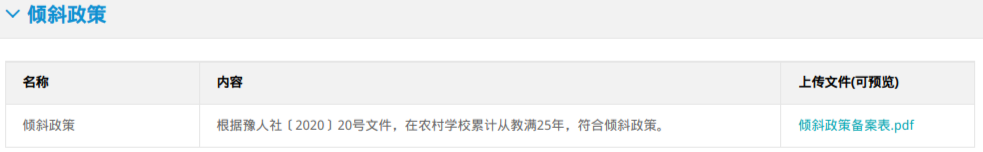 倾斜政策
名称 内容 上传文件(可预览)
倾斜政策 根据豫人社〔2020〕20号文件，在农村学校累计从教满25年，符合倾斜政策。 倾斜政策备案表.pdf